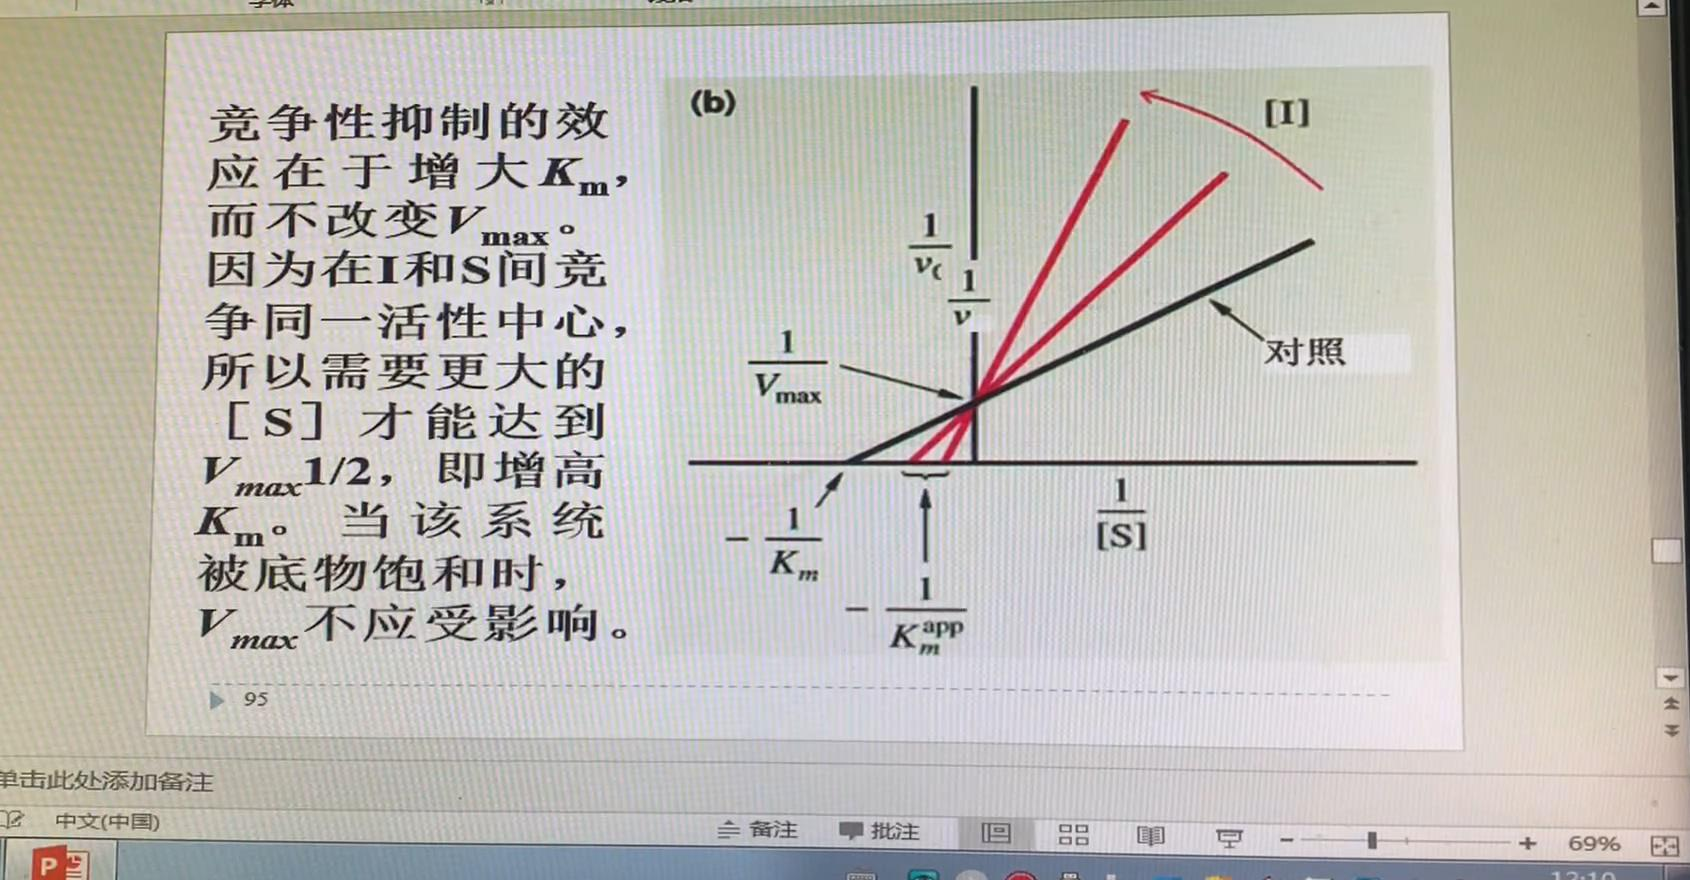 竞争性抑制的效
应在于增大Km,
而不改变Vmax。
因为在I和S间竞
争同一活性中心,
所以需要更大的
[S] 才能达到
Vmax1/2, 即增高
Km。当该系统
被底物饱和时,
Vmax不应受影响。
(b)
[I]
1
v(
1
v
1
Vmax
对照
1
[S]
- 1
Km
- 1
Km app
95
单击此处添加备注
中文(中国)
备注
批注
69%